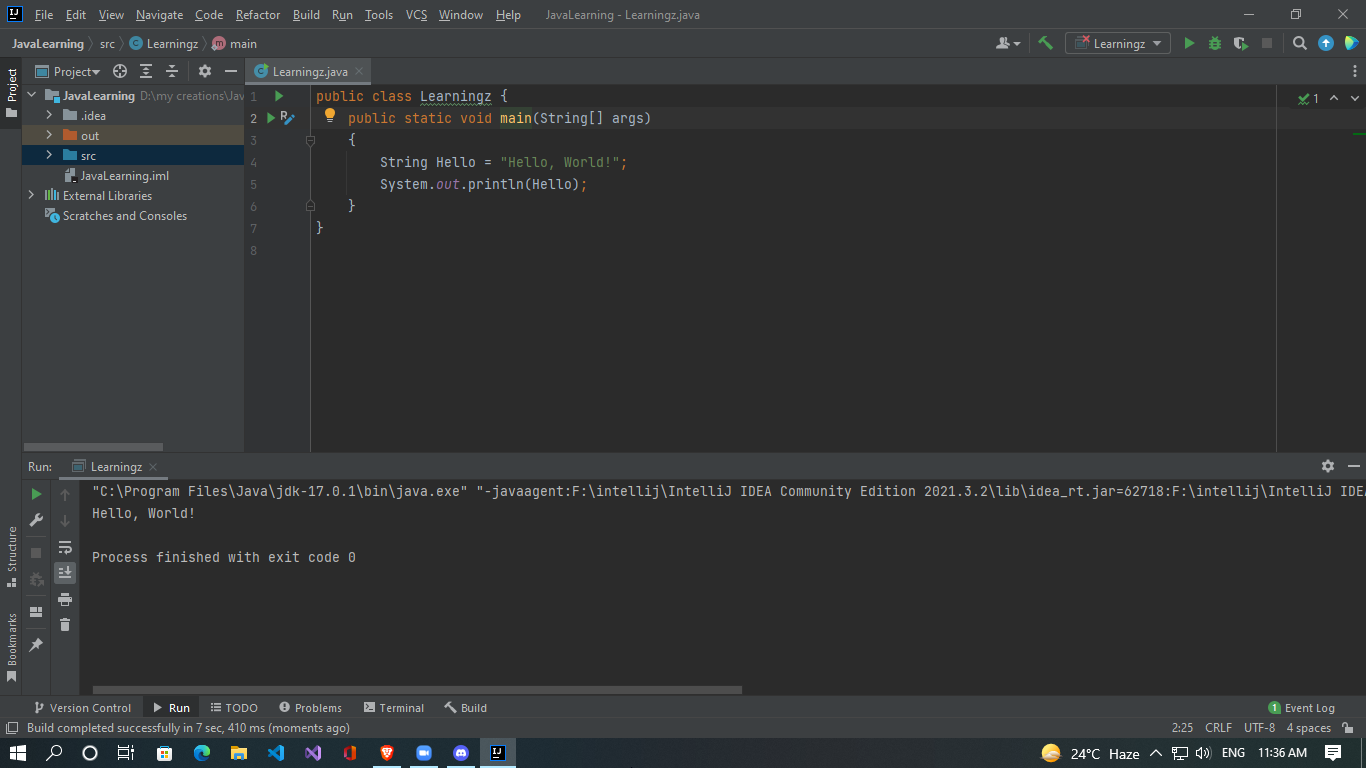 File Edit View Navigate Code Refactor Build Run Tools VCS Window Help JavaLearning - Learningz.java
JavaLearning src Learningz main Learningz
Project Learningz.java
Project
JavaLearning D:\my creations\Jav
.idea
out
src
JavaLearning.iml
External Libraries
Scratches and Consoles
1 public class Learningz {
2 public static void main(String[] args)
3 {
4 String Hello = "Hello, World!";
5 System.out.println(Hello);
6 }
7 }
8
1
Run: Learningz
"C:\Program Files\Java\jdk-17.0.1\bin\java.exe" "-javaagent:F:\intellij\IntelliJ IDEA Community Edition 2021.3.2\lib\idea_rt.jar=62718:F:\intellij\IntelliJ IDEA
Hello, World!
Process finished with exit code 0
Structure
Bookmarks
Version Control Run TODO Problems Terminal Build 1 Event Log
Build completed successfully in 7 sec, 410 ms (moments ago) 2:25 CRLF UTF-8 4 spaces
24°C Haze ENG 11:36 AM